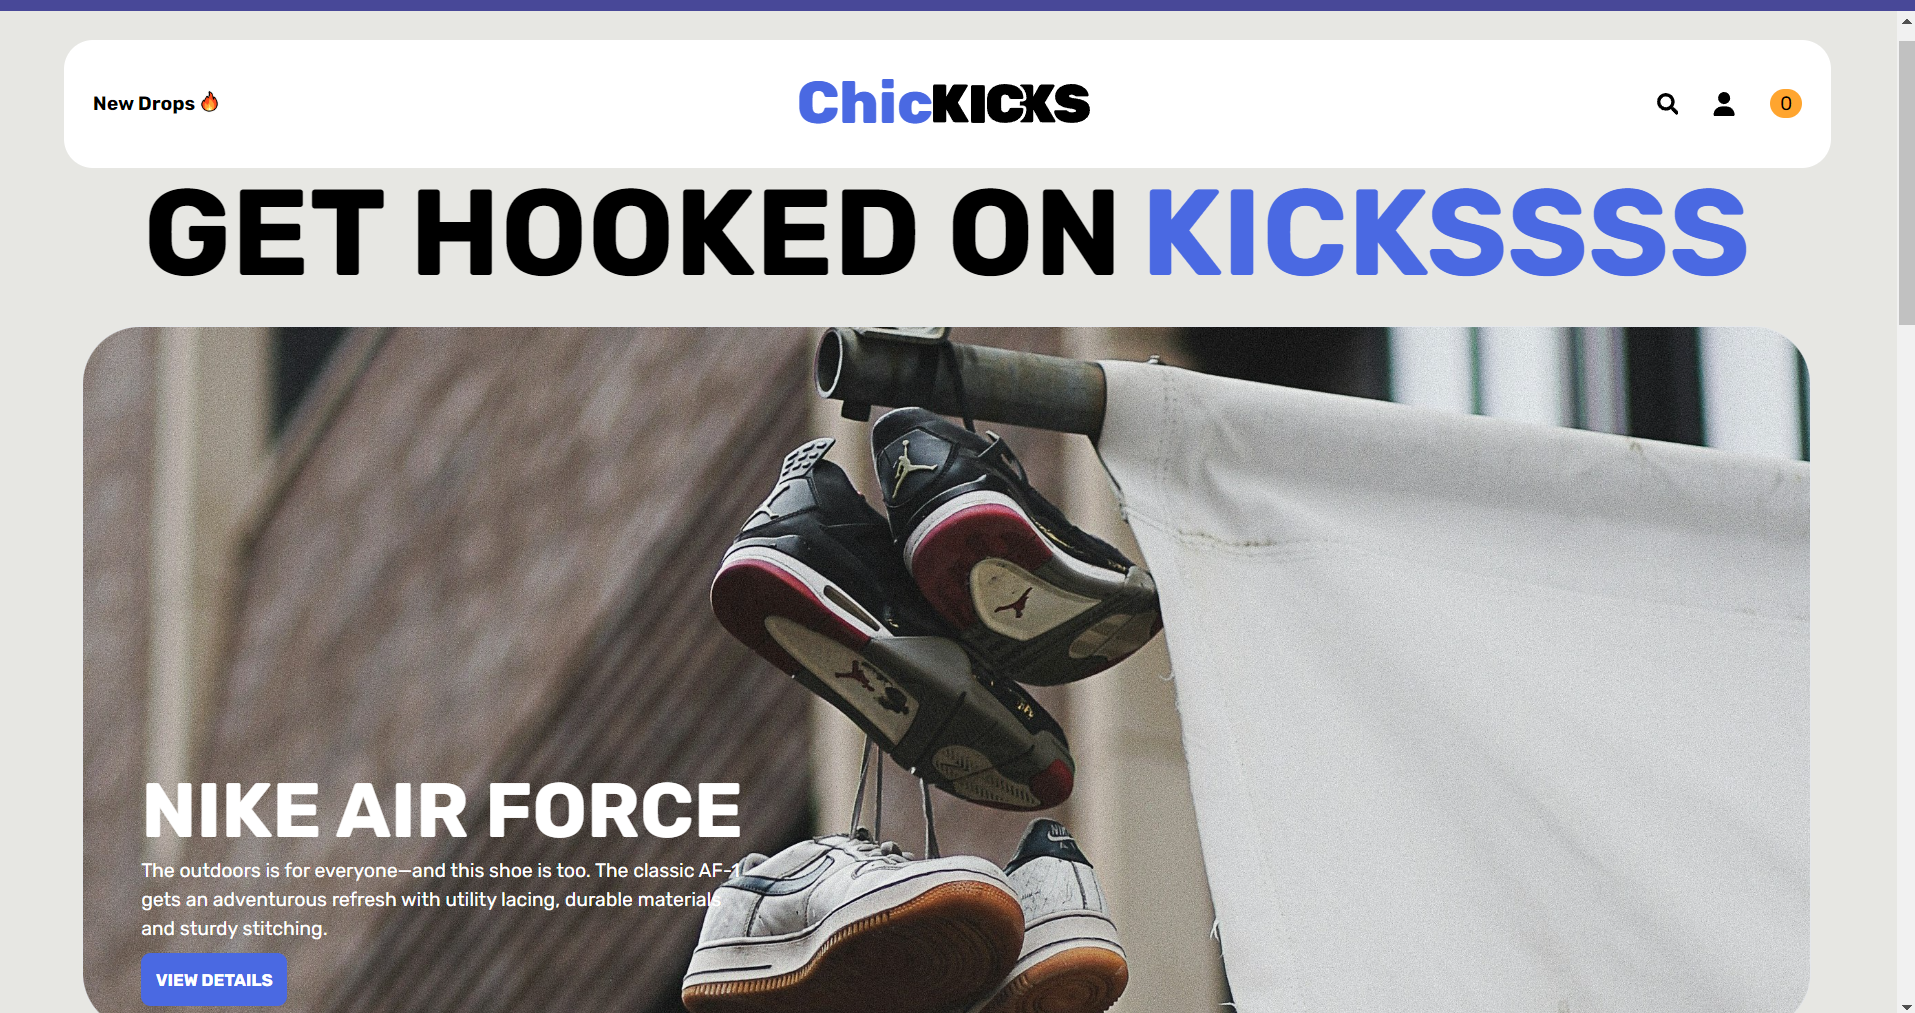 New Drops 🔥
ChicKICKS
0
GET HOOKED ON KICKSSSS
NIKE AIR FORCE
The outdoors is for everyone—and this shoe is too. The classic AF-1
gets an adventurous refresh with utility lacing, durable materials
and sturdy stitching.
VIEW DETAILS